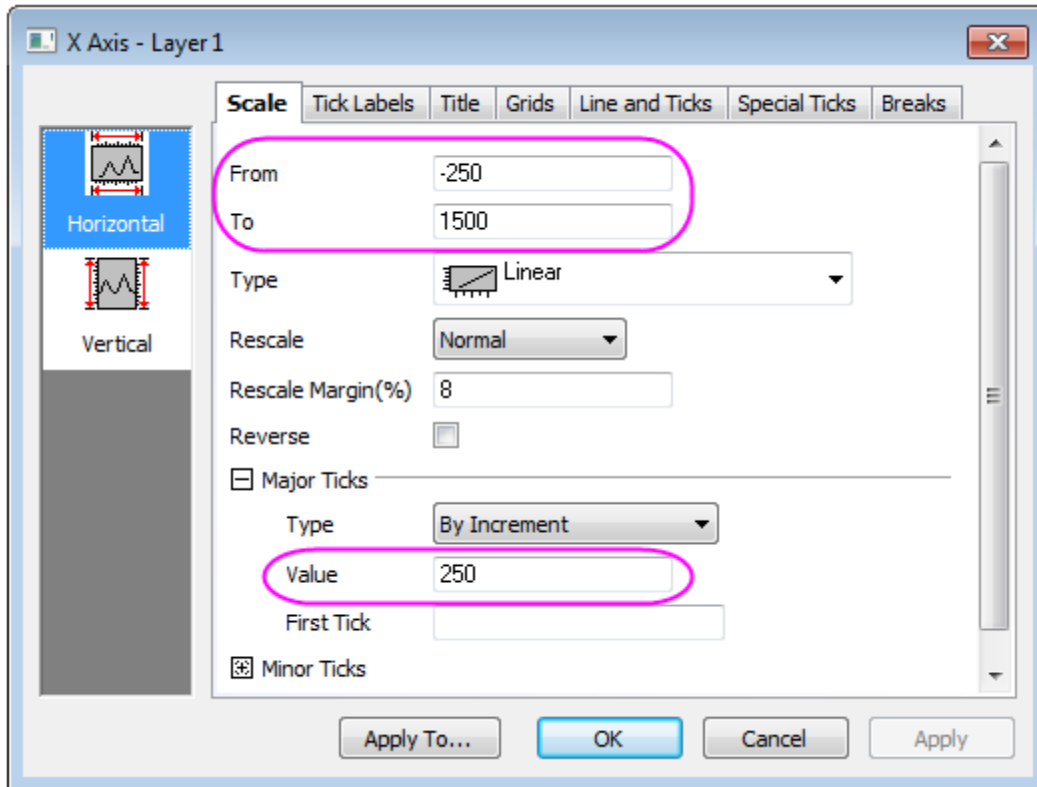 X Axis - Layer 1
Scale Tick Labels Title Grids Line and Ticks Special Ticks Breaks
Horizontal
Vertical
From -250
To 1500
Type Linear
Rescale Normal
Rescale Margin(%) 8
Reverse
Major Ticks
Type By Increment
Value 250
First Tick
Minor Ticks
Apply To... OK Cancel Apply